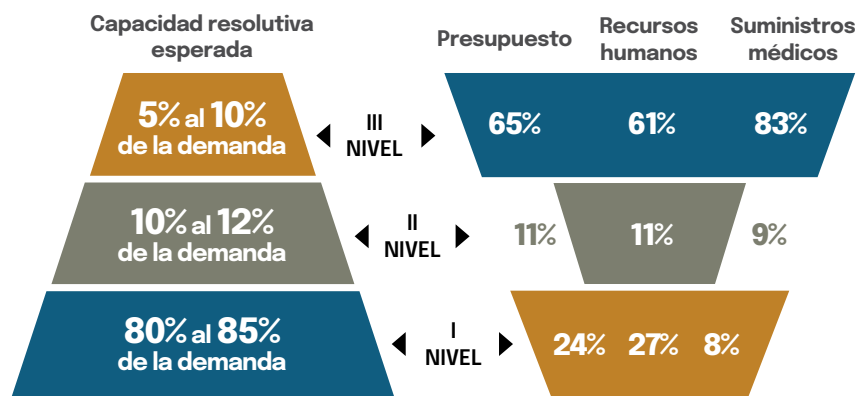 Capacidad resolutiva
esperada
Presupuesto
Recursos
humanos
Suministros
médicos
5% al 10%
de la demanda
III
NIVEL
65%
61%
83%
10% al 12%
de la demanda
II
NIVEL
11%
11%
9%
80% al 85%
de la demanda
I
NIVEL
24%
27%
8%